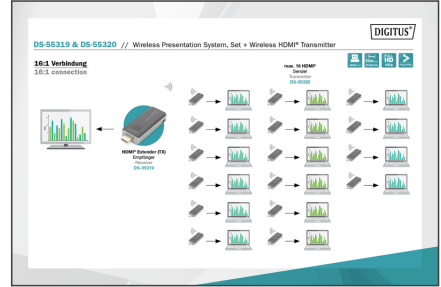 DIGITUS®
DS-55319 & DS-55320 // Wireless Presentation System, Set + Wireless HDMI® Transmitter
16:1 Verbindung
16:1 connection
max. 16 HDMI®
Sender
Transmitter
DS-55320
HDMI® Extender (TX)
Empfänger
Receiver
DS-55319